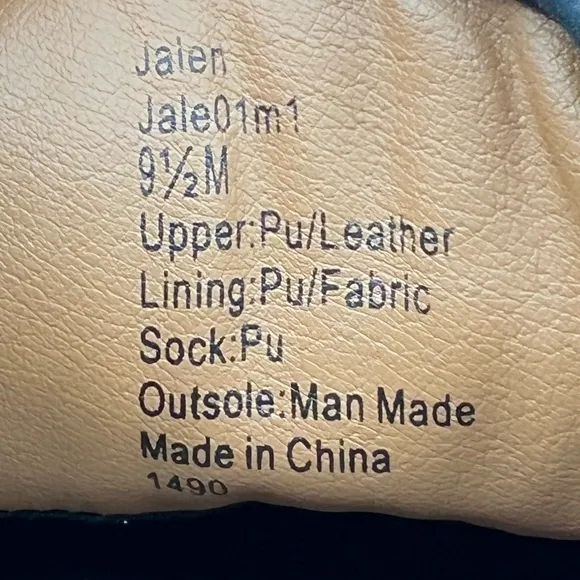 Jalen
Jale01m1
9½M
Upper:Pu/Leather
Lining:Pu/Fabric
Sock:Pu
Outsole:Man Made
Made in China
1490